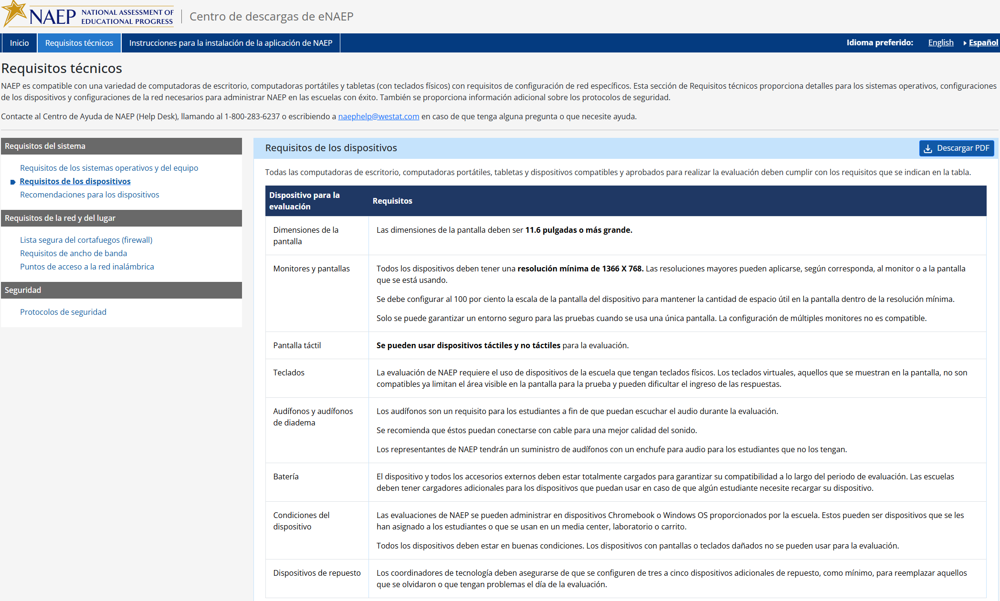 NAEP NATIONAL ASSESSMENT OF
EDUCATIONAL PROGRESS
Centro de descargas de eNAEP
Inicio Requisitos técnicos Instrucciones para la instalación de la aplicación de NAEP Idioma preferido: English Español
Requisitos técnicos
NAEP es compatible con una variedad de computadoras de escritorio, computadoras portátiles y tabletas (con teclados físicos) con requisitos de configuración de red específicos. Esta sección de Requisitos técnicos proporciona detalles para los sistemas operativos, configuraciones
de los dispositivos y configuraciones de la red necesarios para administrar NAEP en las escuelas con éxito. También se proporciona información adicional sobre los protocolos de seguridad.
Contacte al Centro de Ayuda de NAEP (Help Desk), llamando al 1-800-283-6237 o escribiendo a naephelp@westat.com en caso de que tenga alguna pregunta o que necesite ayuda.
Requisitos del sistema
Requisitos de los sistemas operativos y del equipo
Requisitos de los dispositivos
Recomendaciones para los dispositivos
Requisitos de la red y del lugar
Lista segura del cortafuegos (firewall)
Requisitos de ancho de banda
Puntos de acceso a la red inalámbrica
Seguridad
Protocolos de seguridad
Requisitos de los dispositivos
Descargar PDF
Todas las computadoras de escritorio, computadoras portátiles, tabletas y dispositivos compatibles y aprobados para realizar la evaluación deben cumplir con los requisitos que se indican en la tabla.
Dispositivo para la
evaluación
Requisitos
Dimensiones de la
pantalla
Las dimensiones de la pantalla deben ser 11.6 pulgadas o más grande.
Monitores y pantallas
Todos los dispositivos deben tener una resolución mínima de 1366 X 768. Las resoluciones mayores pueden aplicarse, según corresponda, al monitor o a la pantalla
que se está usando.
Se debe configurar al 100 por ciento la escala de la pantalla del dispositivo para mantener la cantidad de espacio útil en la pantalla dentro de la resolución mínima.
Solo se puede garantizar un entorno seguro para las pruebas cuando se usa una única pantalla. La configuración de múltiples monitores no es compatible.
Pantalla táctil
Se pueden usar dispositivos táctiles y no táctiles para la evaluación.
Teclados
La evaluación de NAEP requiere el uso de dispositivos de la escuela que tengan teclados físicos. Los teclados virtuales, aquellos que se muestran en la pantalla, no son
compatibles ya limitan el área visible en la pantalla para la prueba y pueden dificultar el ingreso de las respuestas.
Audífonos y audífonos
de diadema
Los audífonos son un requisito para los estudiantes a fin de que puedan escuchar el audio durante la evaluación.
Se recomienda que éstos puedan conectarse con cable para una mejor calidad del sonido.
Los representantes de NAEP tendrán un suministro de audífonos con un enchufe para audio para los estudiantes que no los tengan.
Batería
El dispositivo y todos los accesorios externos deben estar totalmente cargados para garantizar su compatibilidad a lo largo del periodo de evaluación. Las escuelas
deben tener cargadores adicionales para los dispositivos que puedan usar en caso de que algún estudiante necesite recargar su dispositivo.
Condiciones del
dispositivo
Las evaluaciones de NAEP se pueden administrar en dispositivos Chromebook o Windows OS proporcionados por la escuela. Estos pueden ser dispositivos que se les
han asignado a los estudiantes o que se usan en un media center, laboratorio o carrito.
Todos los dispositivos deben estar en buenas condiciones. Los dispositivos con pantallas o teclados dañados no se pueden usar para la evaluación.
Dispositivos de repuesto
Los coordinadores de tecnología deben asegurarse de que se configuren de tres a cinco dispositivos adicionales de repuesto, como mínimo, para reemplazar aquellos
que se olvidaron o que tengan problemas el día de la evaluación.